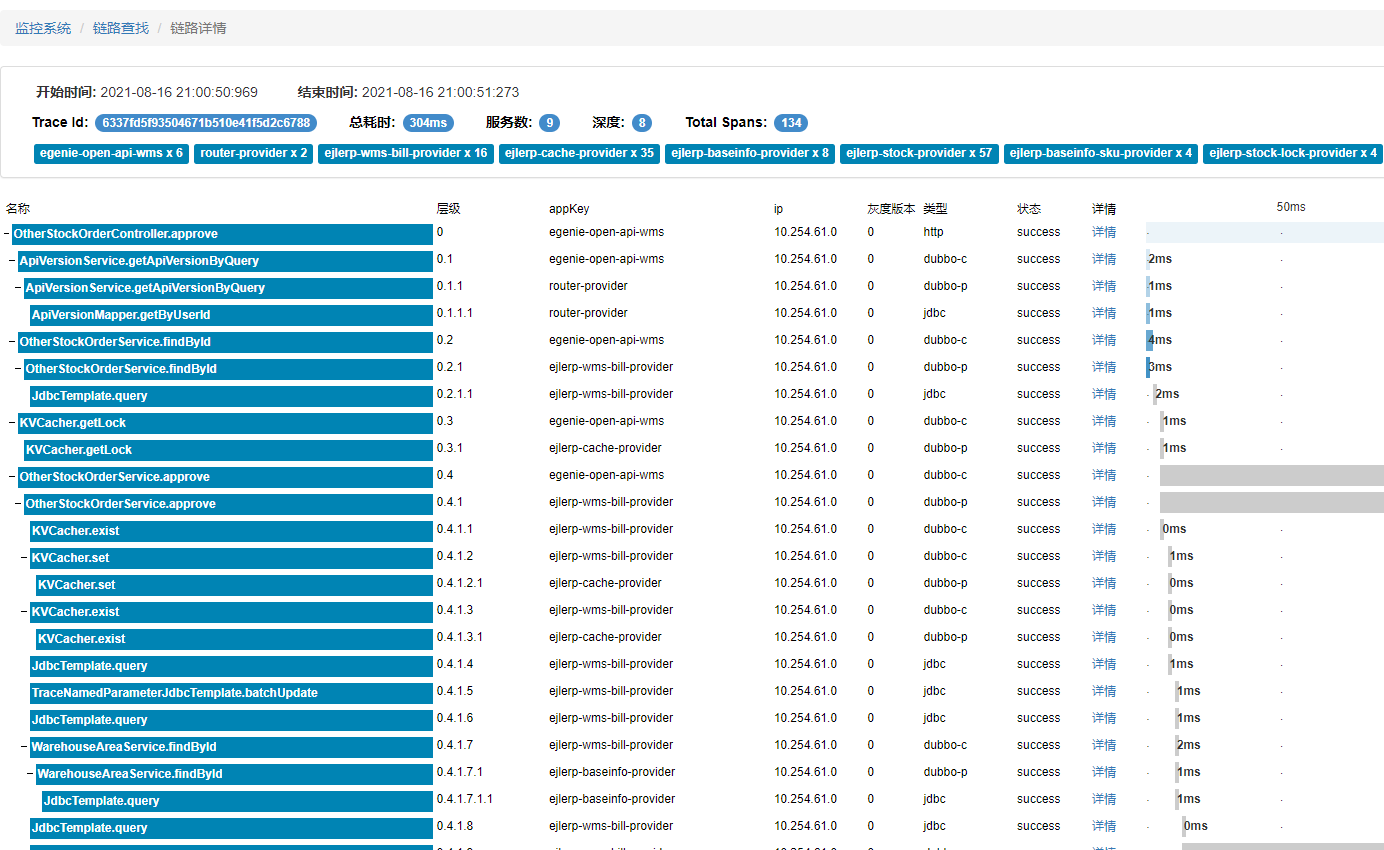 监控系统 / 链路查找 / 链路详情
开始时间: 2021-08-16 21:00:50:969 结束时间: 2021-08-16 21:00:51:273
Trace Id: 6337fd5f93504671b510e41f5d2c6788 总耗时: 304ms 服务数: 9 深度: 8 Total Spans: 134
egenie-open-api-wms x 6 router-provider x 2 ejlerp-wms-bill-provider x 16 ejlerp-cache-provider x 35 ejlerp-baseinfo-provider x 8 ejlerp-stock-provider x 57 ejlerp-baseinfo-sku-provider x 4 ejlerp-stock-lock-provider x 4
名称 层级 appKey ip 灰度版本 类型 状态 详情 50ms
OtherStockOrderController.approve 0 egenie-open-api-wms 10.254.61.0 0 http success 详情
ApiVersionService.getApiVersionByQuery 0.1 egenie-open-api-wms 10.254.61.0 0 dubbo-c success 详情 2ms
ApiVersionService.getApiVersionByQuery 0.1.1 router-provider 10.254.61.0 0 dubbo-p success 详情 1ms
ApiVersionMapper.getByUserId 0.1.1.1 router-provider 10.254.61.0 0 jdbc success 详情 1ms
OtherStockOrderService.findById 0.2 egenie-open-api-wms 10.254.61.0 0 dubbo-c success 详情 4ms
OtherStockOrderService.findById 0.2.1 ejlerp-wms-bill-provider 10.254.61.0 0 dubbo-p success 详情 3ms
JdbcTemplate.query 0.2.1.1 ejlerp-wms-bill-provider 10.254.61.0 0 jdbc success 详情 2ms
KVCacher.getLock 0.3 egenie-open-api-wms 10.254.61.0 0 dubbo-c success 详情 1ms
KVCacher.getLock 0.3.1 ejlerp-cache-provider 10.254.61.0 0 dubbo-p success 详情 1ms
OtherStockOrderService.approve 0.4 egenie-open-api-wms 10.254.61.0 0 dubbo-c success 详情
OtherStockOrderService.approve 0.4.1 ejlerp-wms-bill-provider 10.254.61.0 0 dubbo-p success 详情
KVCacher.exist 0.4.1.1 ejlerp-wms-bill-provider 10.254.61.0 0 dubbo-c success 详情 0ms
KVCacher.set 0.4.1.2 ejlerp-wms-bill-provider 10.254.61.0 0 dubbo-c success 详情 1ms
KVCacher.set 0.4.1.2.1 ejlerp-cache-provider 10.254.61.0 0 dubbo-p success 详情 0ms
KVCacher.exist 0.4.1.3 ejlerp-wms-bill-provider 10.254.61.0 0 dubbo-c success 详情 0ms
KVCacher.exist 0.4.1.3.1 ejlerp-cache-provider 10.254.61.0 0 dubbo-p success 详情 0ms
JdbcTemplate.query 0.4.1.4 ejlerp-wms-bill-provider 10.254.61.0 0 jdbc success 详情 1ms
TraceNamedParameterJdbcTemplate.batchUpdate 0.4.1.5 ejlerp-wms-bill-provider 10.254.61.0 0 jdbc success 详情 1ms
JdbcTemplate.query 0.4.1.6 ejlerp-wms-bill-provider 10.254.61.0 0 jdbc success 详情 1ms
WarehouseAreaService.findById 0.4.1.7 ejlerp-wms-bill-provider 10.254.61.0 0 dubbo-c success 详情 2ms
WarehouseAreaService.findById 0.4.1.7.1 ejlerp-baseinfo-provider 10.254.61.0 0 dubbo-p success 详情 1ms
JdbcTemplate.query 0.4.1.7.1.1 ejlerp-baseinfo-provider 10.254.61.0 0 jdbc success 详情 1ms
JdbcTemplate.query 0.4.1.8 ejlerp-wms-bill-provider 10.254.61.0 0 jdbc success 详情 0ms